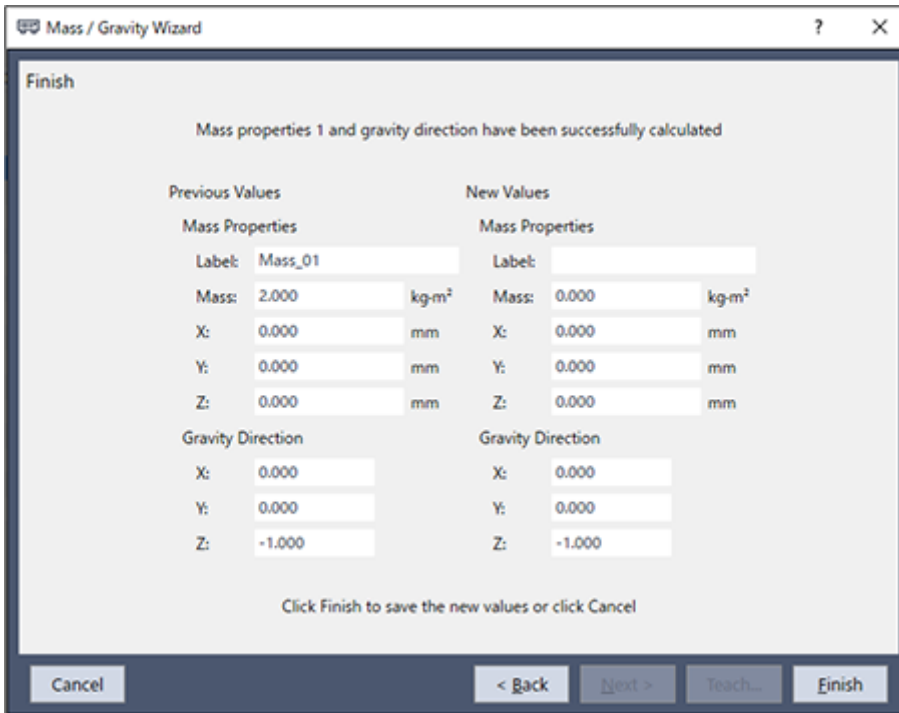 Mass / Gravity Wizard ?
Finish
Mass properties 1 and gravity direction have been successfully calculated
Previous Values New Values
Mass Properties Mass Properties
Label: Mass_01 Label:
Mass: 2.000 kg·m² Mass: 0.000 kg·m²
X: 0.000 mm X: 0.000 mm
Y: 0.000 mm Y: 0.000 mm
Z: 0.000 mm Z: 0.000 mm
Gravity Direction Gravity Direction
X: 0.000 X: 0.000
Y: 0.000 Y: 0.000
Z: -1.000 Z: -1.000
Click Finish to save the new values or click Cancel
Cancel < Back Next > Teach... Finish